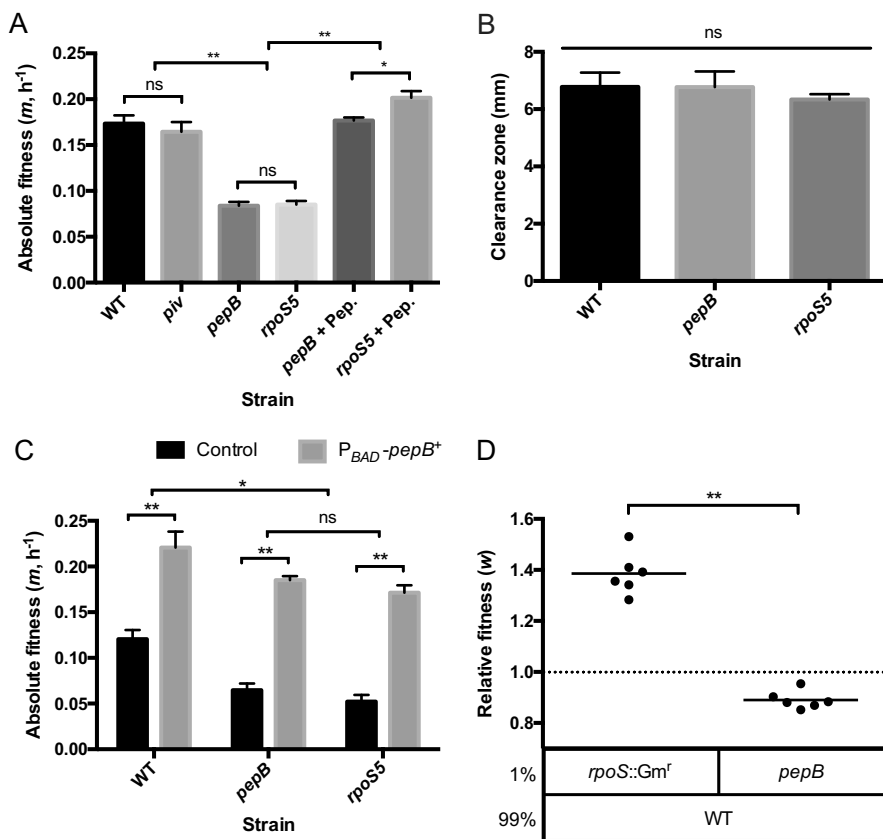 A
Absolute fitness (m, h⁻¹)
0.25
0.20
0.15
0.10
0.05
0.00
**
**
*
ns
ns
WT
piv
pepB
rpoS5
pepB + Pep.
rpoS5 + Pep.
Strain
B
Clearance zone (mm)
8
6
4
2
0
ns
WT
pepB
rpoS5
Strain
C
Control
P_BAD-pepB⁺
Absolute fitness (m, h⁻¹)
0.25
0.20
0.15
0.10
0.05
0.00
*
ns
**
**
**
WT
pepB
rpoS5
Strain
D
Relative fitness (w)
1.6
1.4
1.2
1.0
0.8
**
1% rpoS::Gmʳ pepB
99% WT